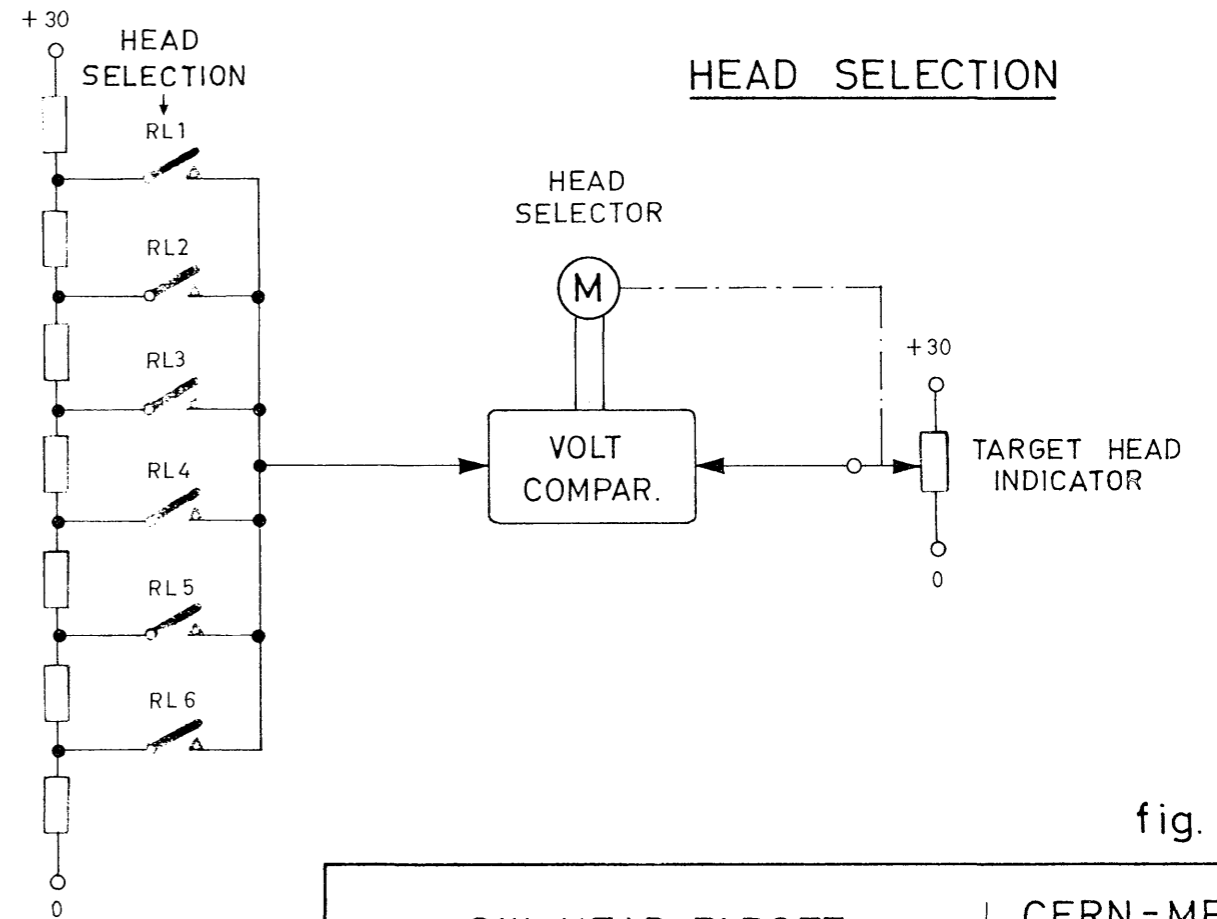 +30
HEAD
SELECTION
RL1
RL2
RL3
RL4
RL5
RL6
0
HEAD SELECTION
HEAD
SELECTOR
M
VOLT
COMPAR.
+30
TARGET HEAD
INDICATOR
0
fig.